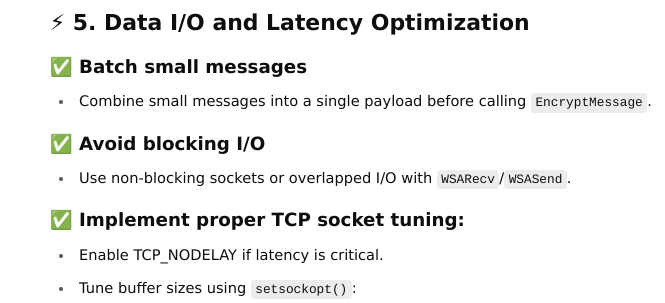 ⚡ 5. Data I/O and Latency Optimization
✅ Batch small messages
• Combine small messages into a single payload before calling EncryptMessage.
✅ Avoid blocking I/O
• Use non-blocking sockets or overlapped I/O with WSARecv/WSASend.
✅ Implement proper TCP socket tuning:
• Enable TCP_NODELAY if latency is critical.
• Tune buffer sizes using setsockopt():